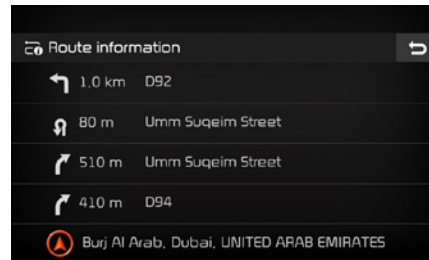 Route information
1.0 km D92
80 m Umm Suqeim Street
510 m Umm Suqeim Street
410 m D94
Burj Al Arab, Dubai, UNITED ARAB EMIRATES